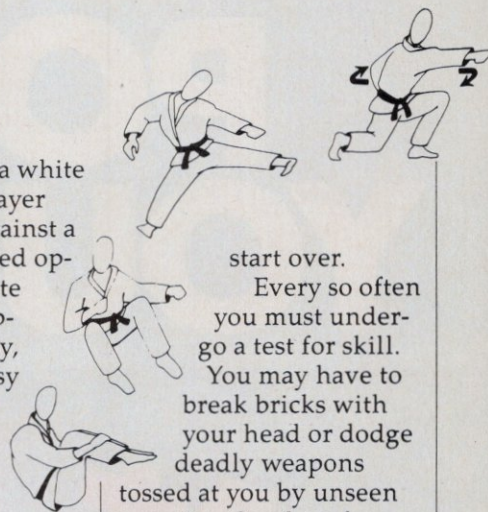 a white
ayer
ainst a
ed op-
te
o-
y,
sy
start over.
Every so often
you must under-
go a test for skill.
You may have to
break bricks with
your head or dodge
deadly weapons
tossed at you by unseen